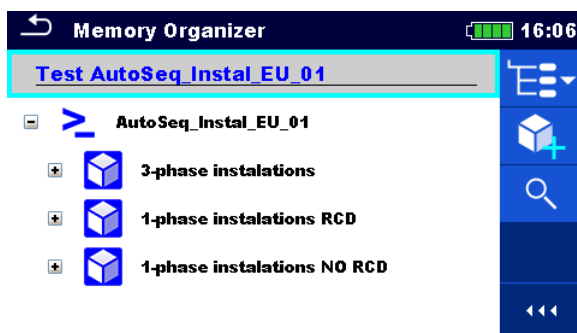 Memory Organizer
16:06
Test AutoSeq_Instal_EU_01
AutoSeq_Instal_EU_01
3-phase instalations
1-phase instalations RCD
1-phase instalations NO RCD